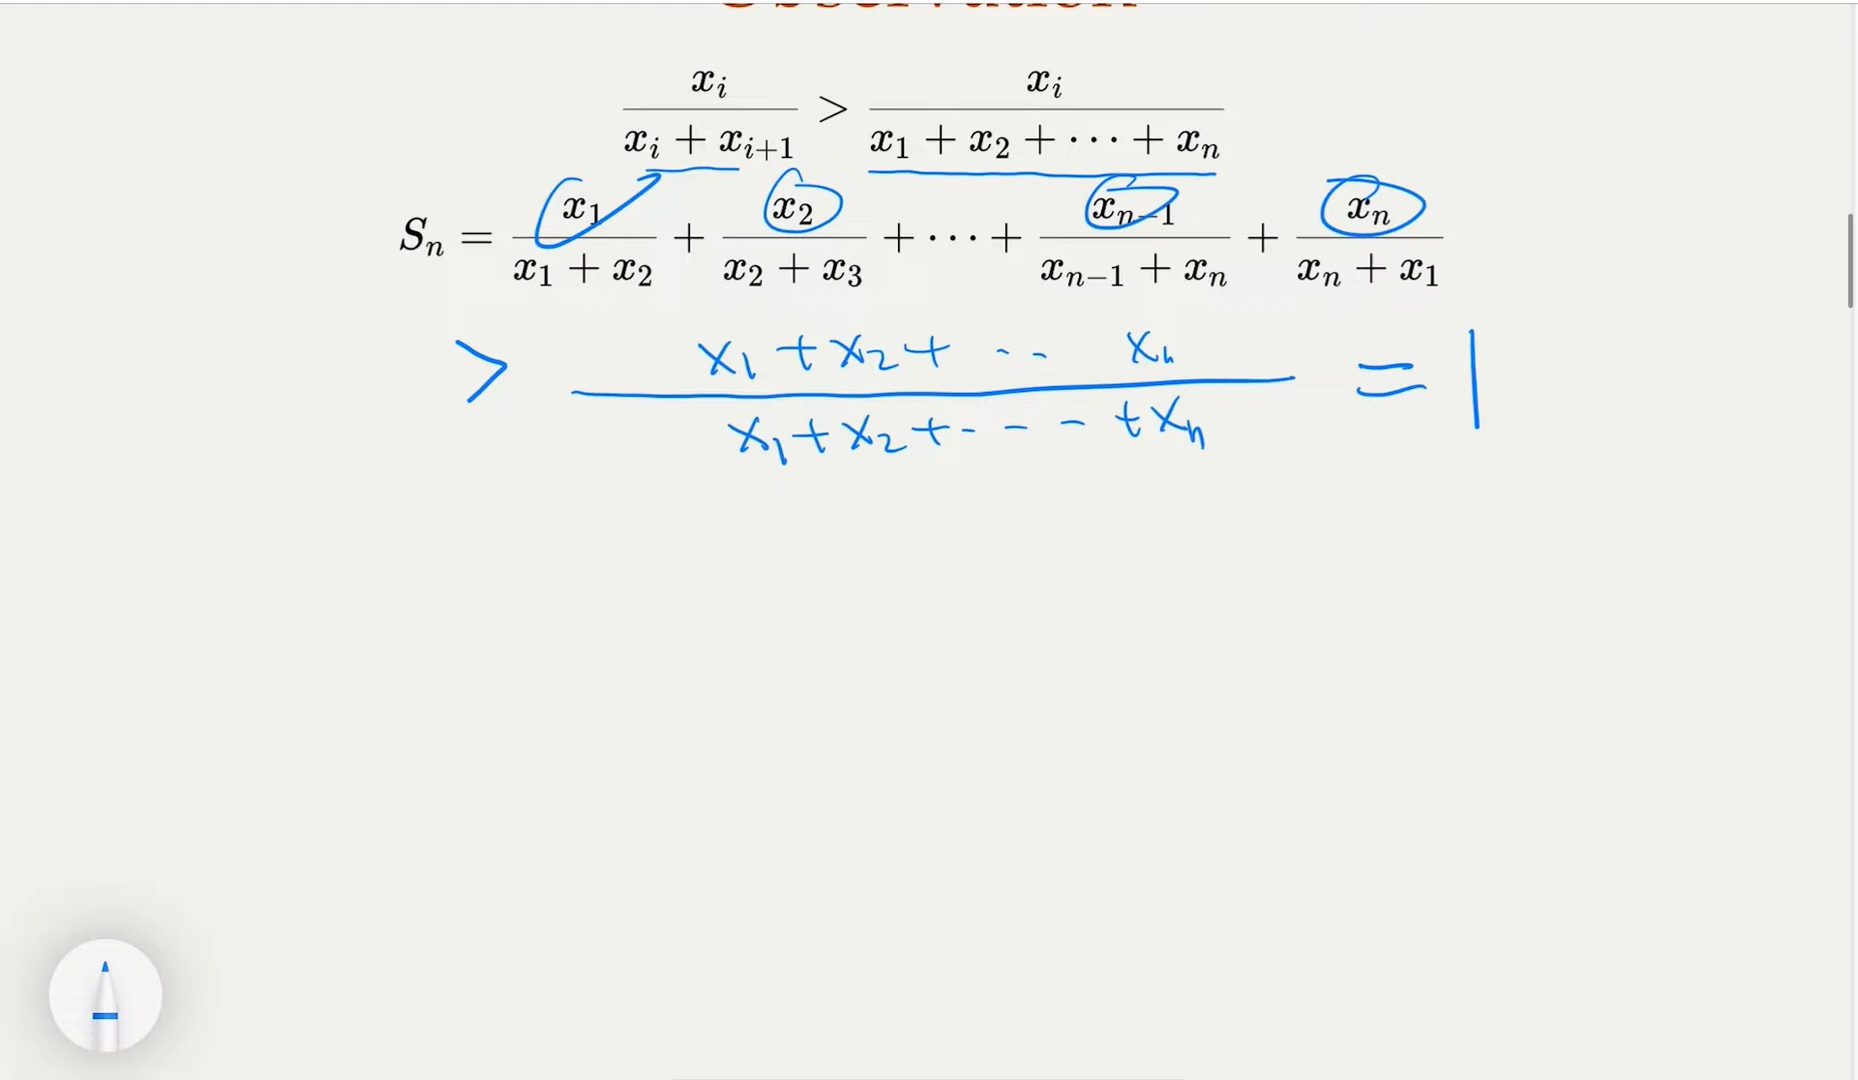 Observation
x_i / (x_i + x_{i+1}) > x_i / (x_1 + x_2 + ⋯ + x_n)
S_n = x_1 / (x_1 + x_2) + x_2 / (x_2 + x_3) + ⋯ + x_{n-1} / (x_{n-1} + x_n) + x_n / (x_n + x_1)
> (x_1 + x_2 + -- x_n) / (x_1 + x_2 + --- + x_n) = 1